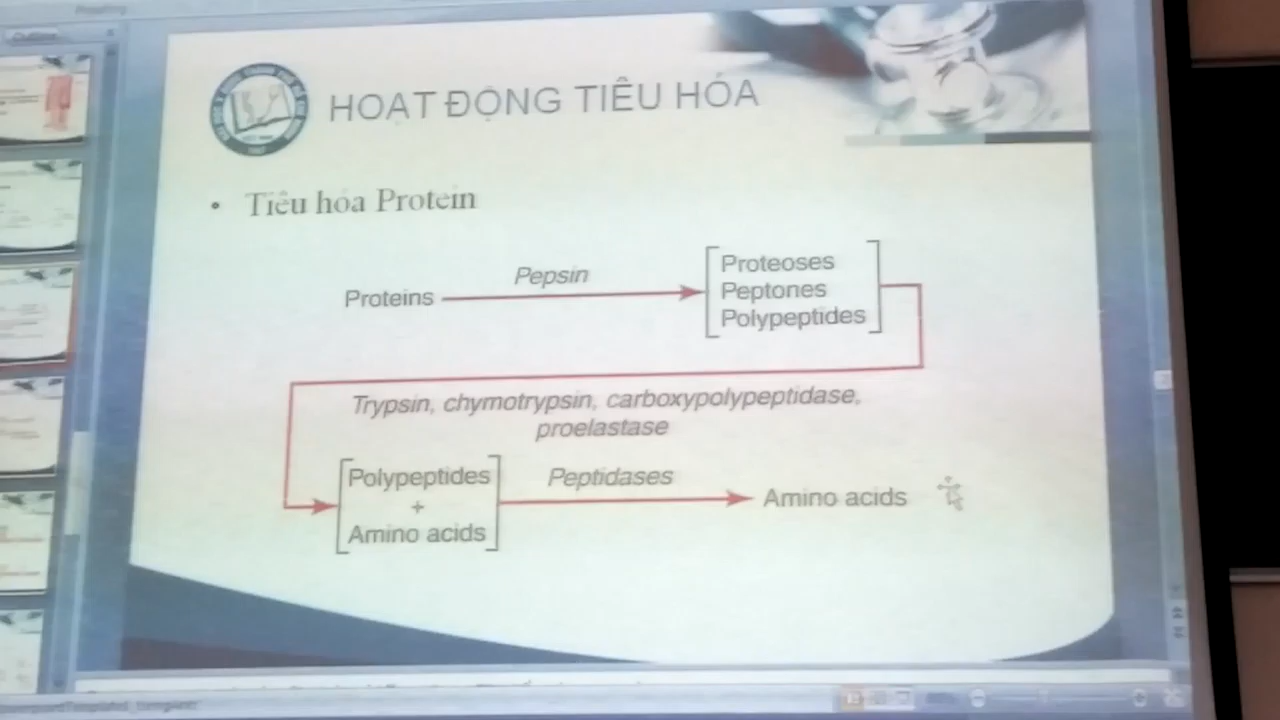 HOẠT ĐỘNG TIÊU HÓA
• Tiêu hóa Protein
Proteins
Pepsin
Proteoses
Peptones
Polypeptides
Trypsin, chymotrypsin, carboxypolypeptidase,
proelastase
Polypeptides
+
Amino acids
Peptidases
Amino acids